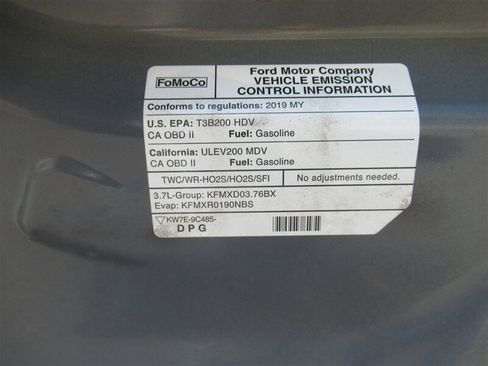 FoMoCo
Ford Motor Company
VEHICLE EMISSION
CONTROL INFORMATION
Conforms to regulations: 2019 MY
U.S. EPA: T3B200 HDV
CA OBD II Fuel: Gasoline
California: ULEV200 MDV
CA OBD II Fuel: Gasoline
TWC/WR-HO2S/HO2S/SFI No adjustments needed.
3.7L-Group: KFMXD03.76BX
Evap: KFMXR0190NBS
KW7E-9C485-
DPG